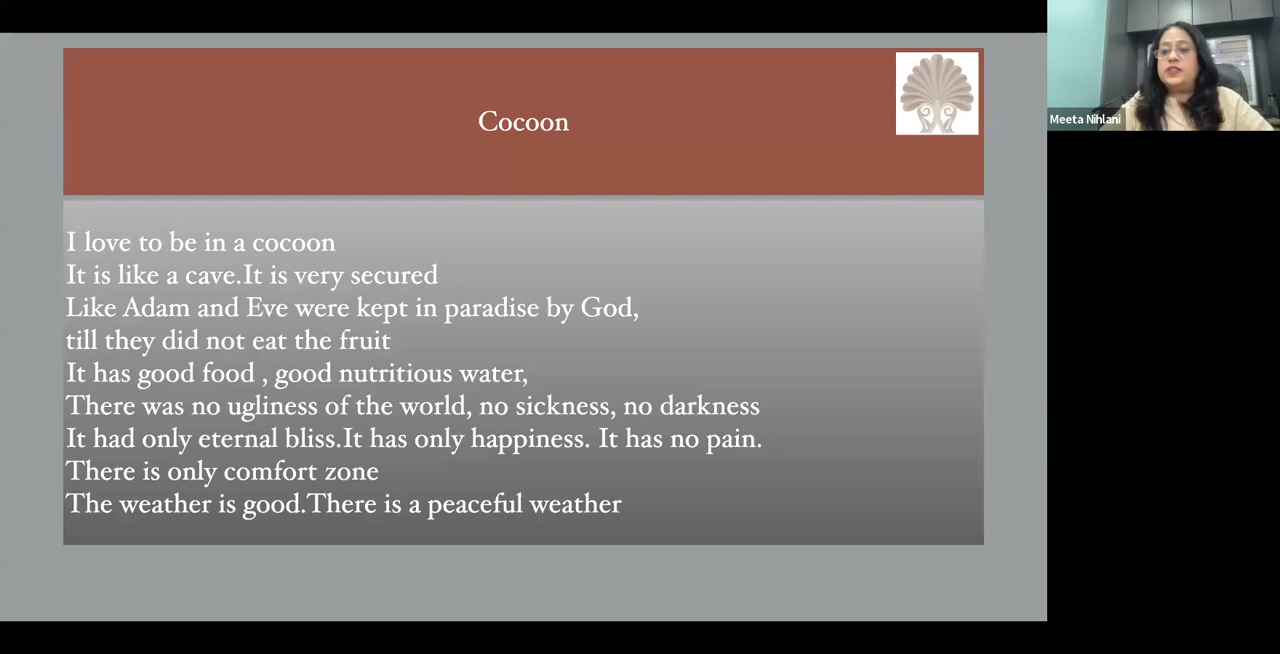 Cocoon
I love to be in a cocoon
It is like a cave.It is very secured
Like Adam and Eve were kept in paradise by God,
till they did not eat the fruit
It has good food , good nutritious water,
There was no ugliness of the world, no sickness, no darkness
It had only eternal bliss.It has only happiness. It has no pain.
There is only comfort zone
The weather is good.There is a peaceful weather
Meeta Nihlani